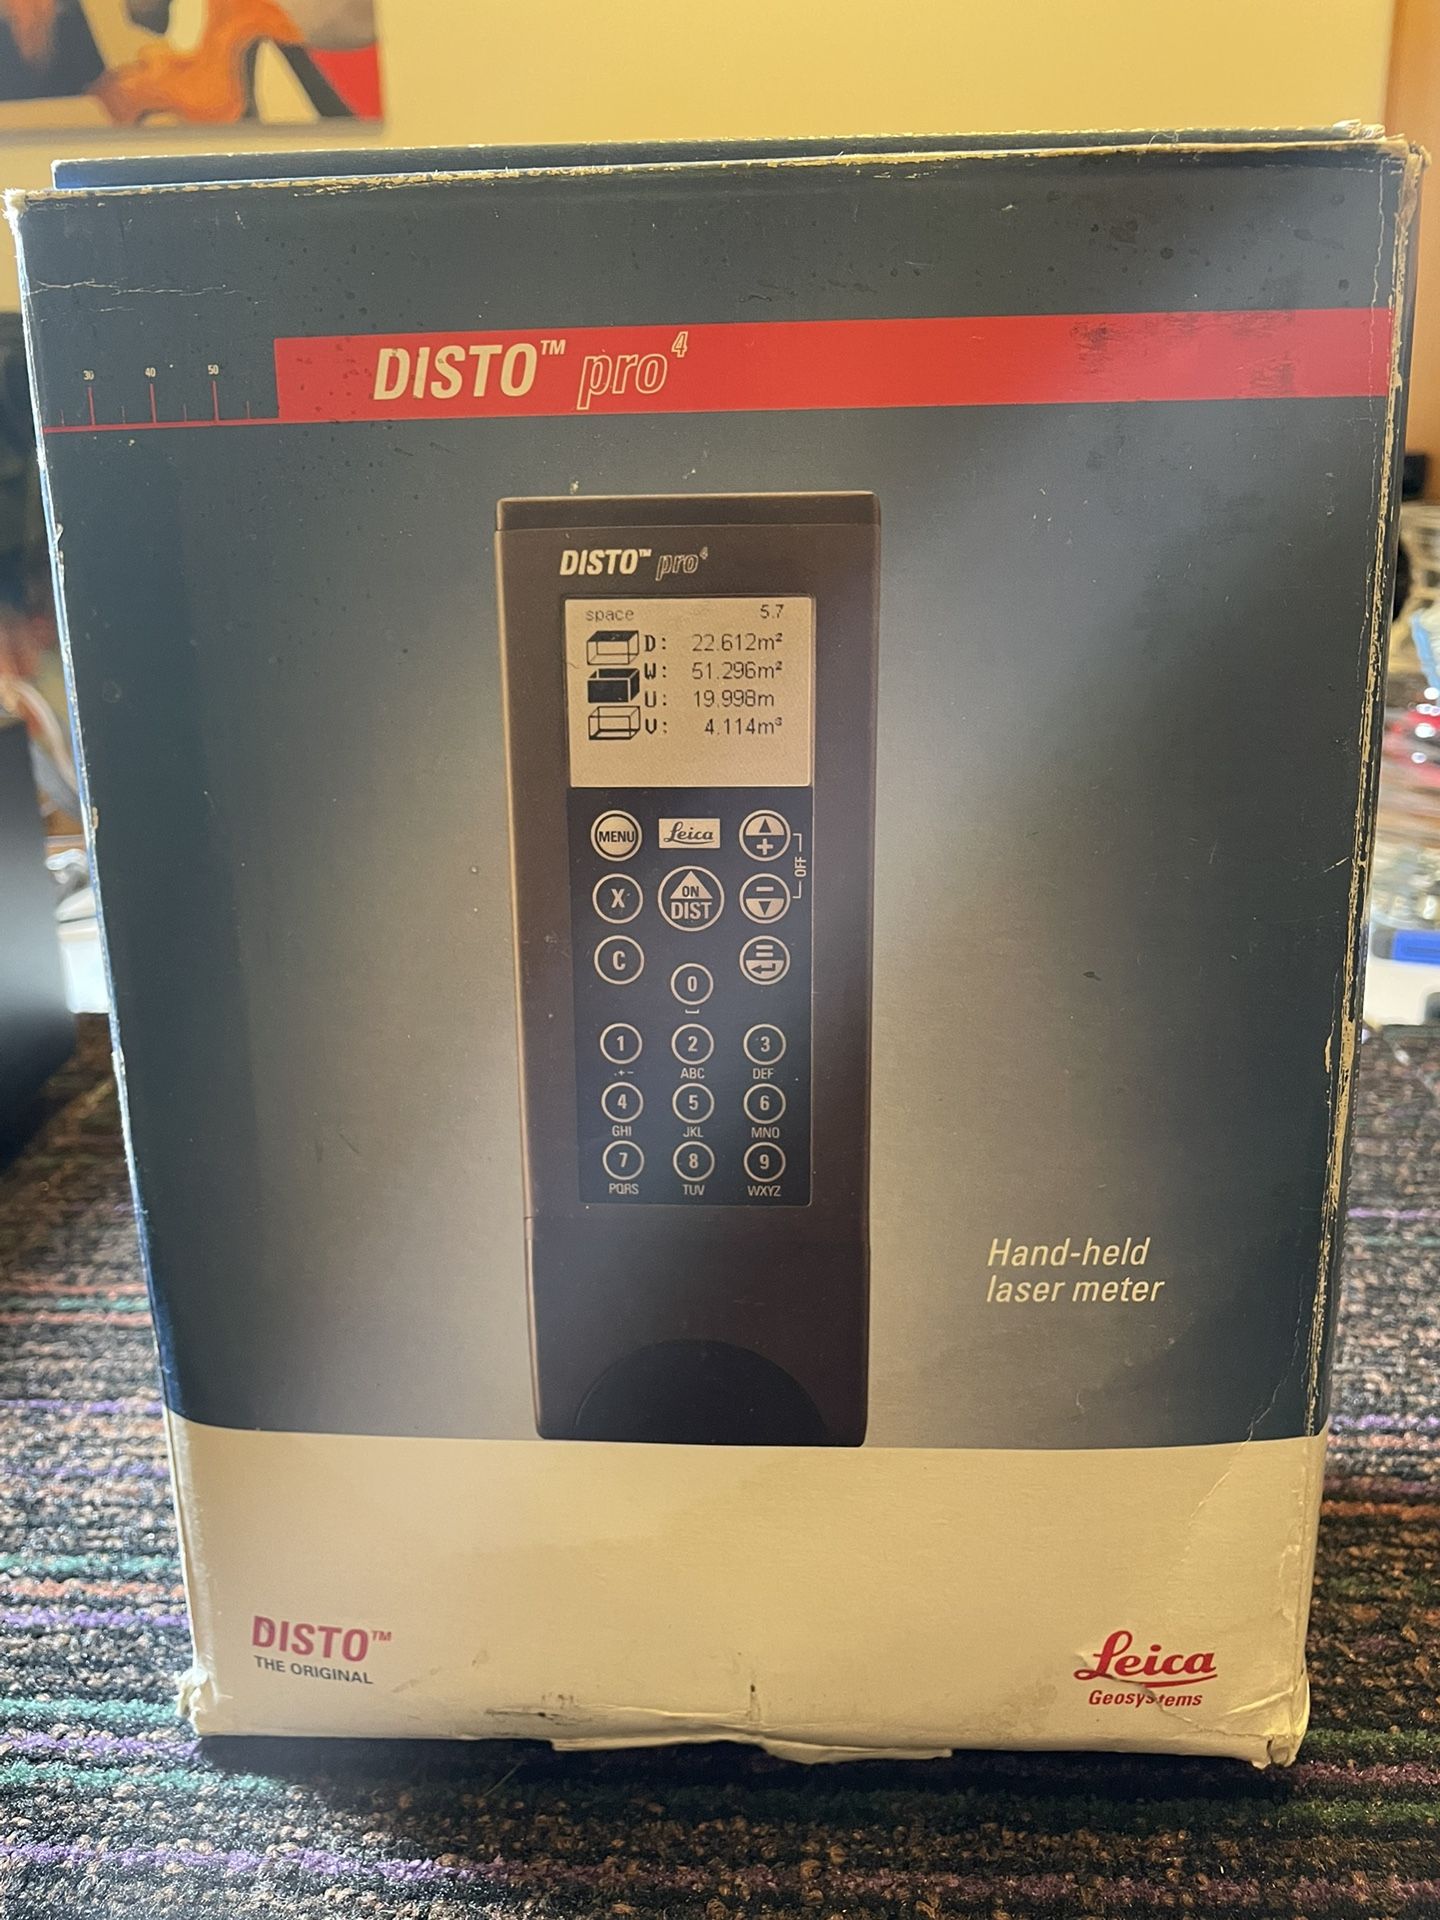 30 40 50
DISTO™ pro⁴
DISTO™ pro⁴
space 5.7
D: 22.612m²
W: 51.296m²
U: 19.998m
V: 4.114m³
MENU
Leica
+
OFF
X
ON
DIST
C
=
0
1 2 3
.+- ABC DEF
4 5 6
GHI JKL MNO
7 8 9
PQRS TUV WXYZ
Hand-held
laser meter
DISTO™
THE ORIGINAL
Leica
Geosystems